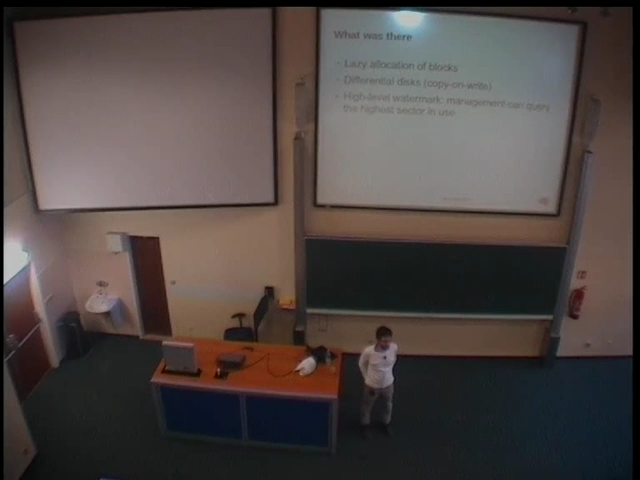 What was there
Lazy allocation of blocks
Differential disks (copy-on-write)
High-level watermark: management can query
the highest sector in use